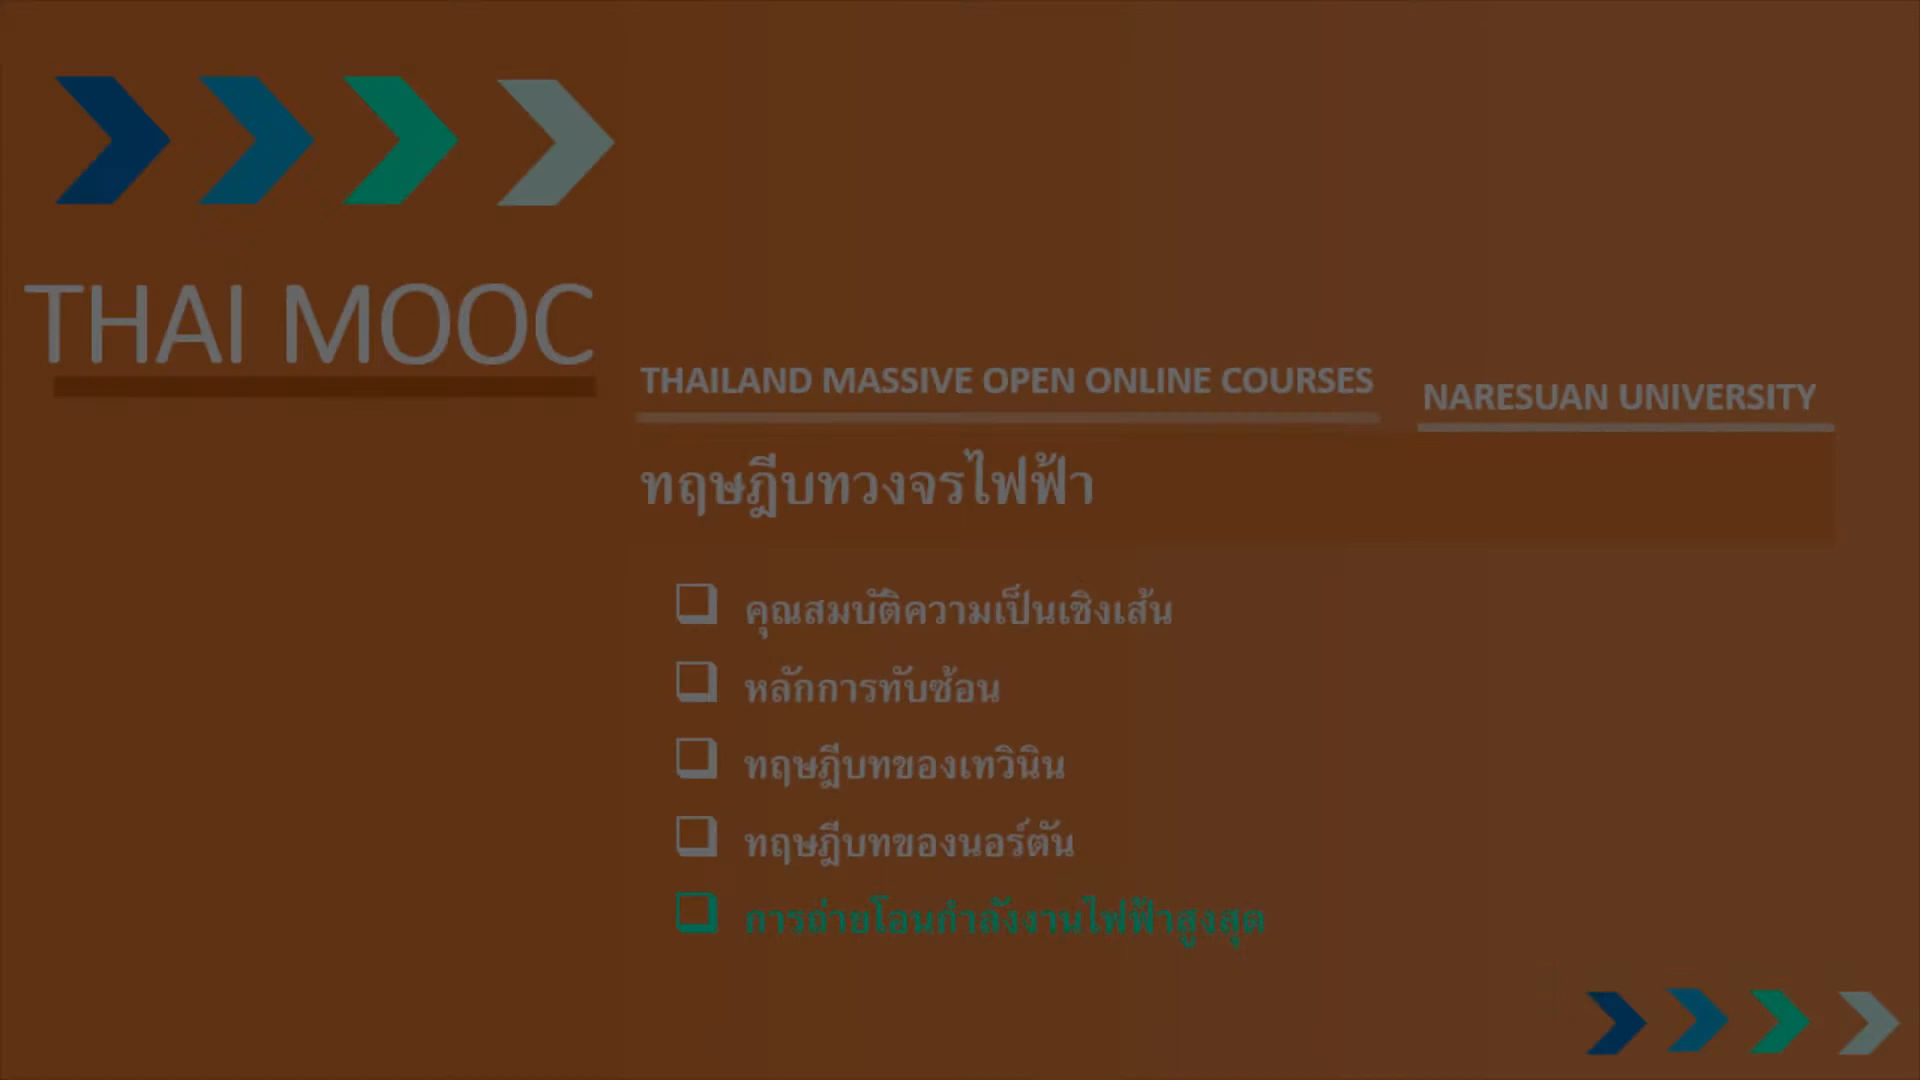 THAI MOOC
THAILAND MASSIVE OPEN ONLINE COURSES
NARESUAN UNIVERSITY
ทฤษฎีบทวงจรไฟฟ้า
คุณสมบัติความเป็นเชิงเส้น
หลักการทับซ้อน
ทฤษฎีบทของเทวินิน
ทฤษฎีบทของนอร์ตัน
การถ่ายโอนกำลังงานไฟฟ้าสูงสุด